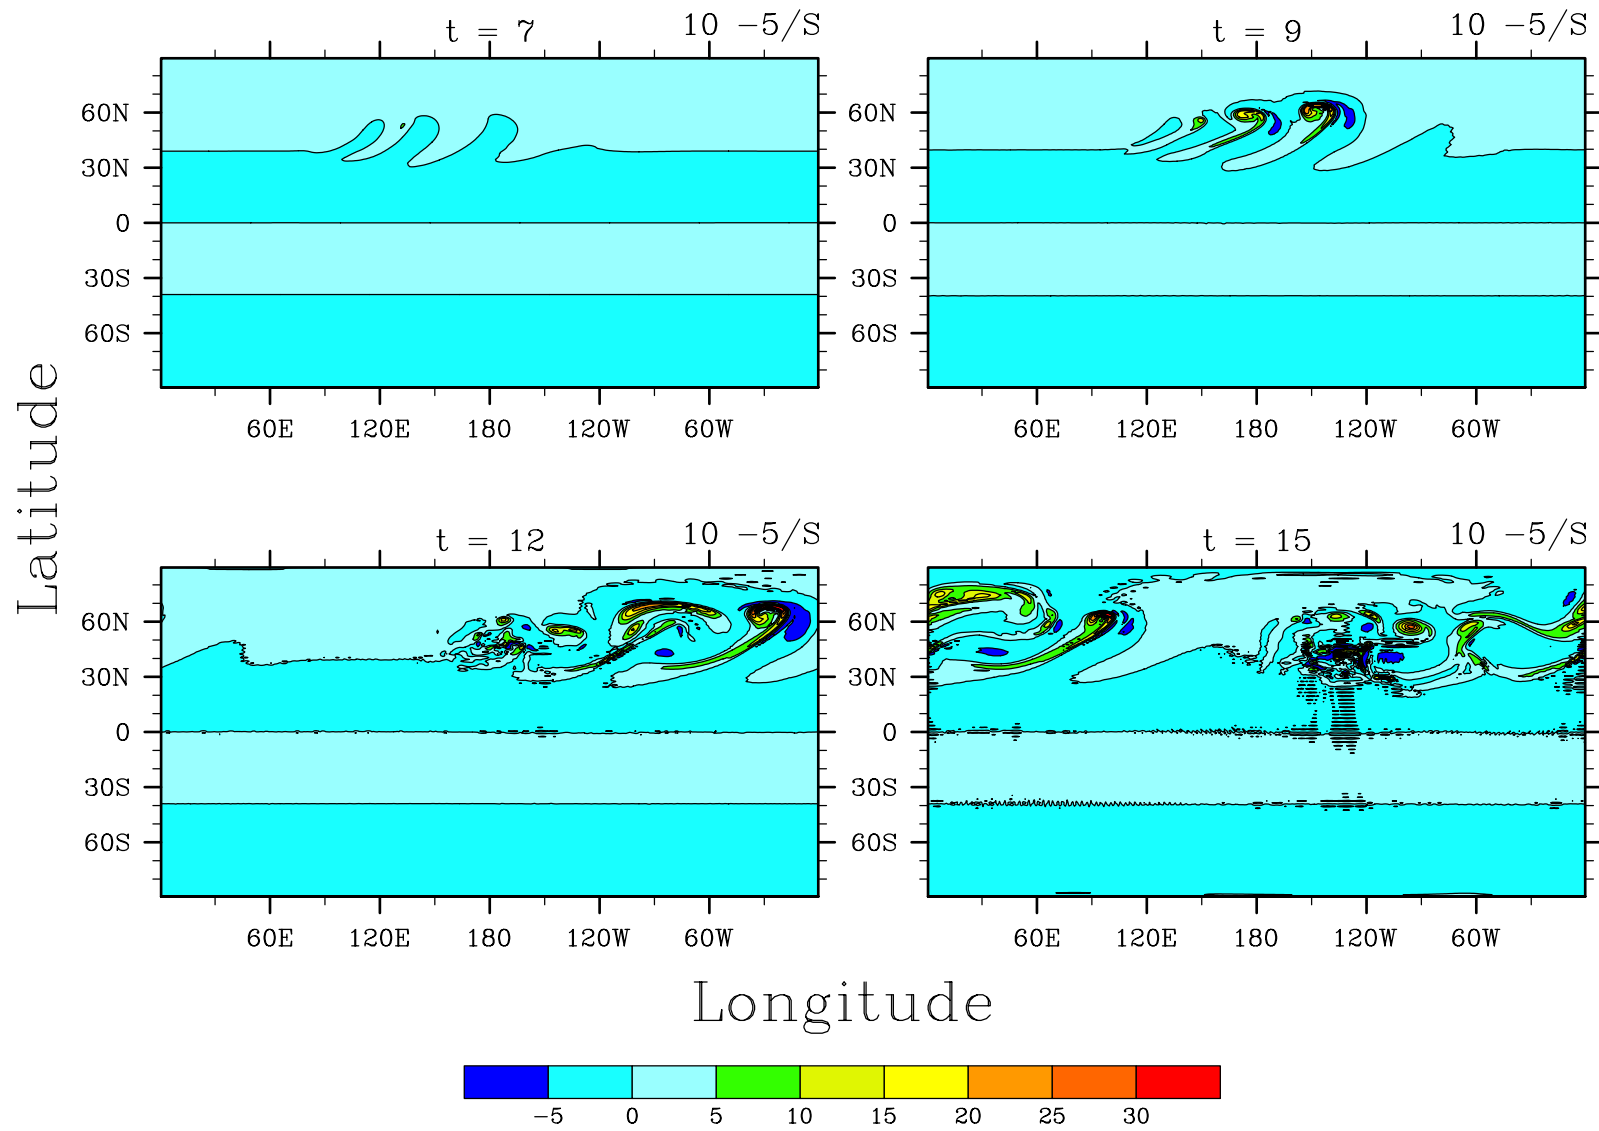 t = 7 10 -5/S t = 9 10 -5/S
60N 60N
30N 30N
0 0
30S 30S
60S 60S
60E 120E 180 120W 60W 60E 120E 180 120W 60W
Latitude
t = 12 10 -5/S t = 15 10 -5/S
60N 60N
30N 30N
0 0
30S 30S
60S 60S
60E 120E 180 120W 60W 60E 120E 180 120W 60W
Longitude
-5 0 5 10 15 20 25 30